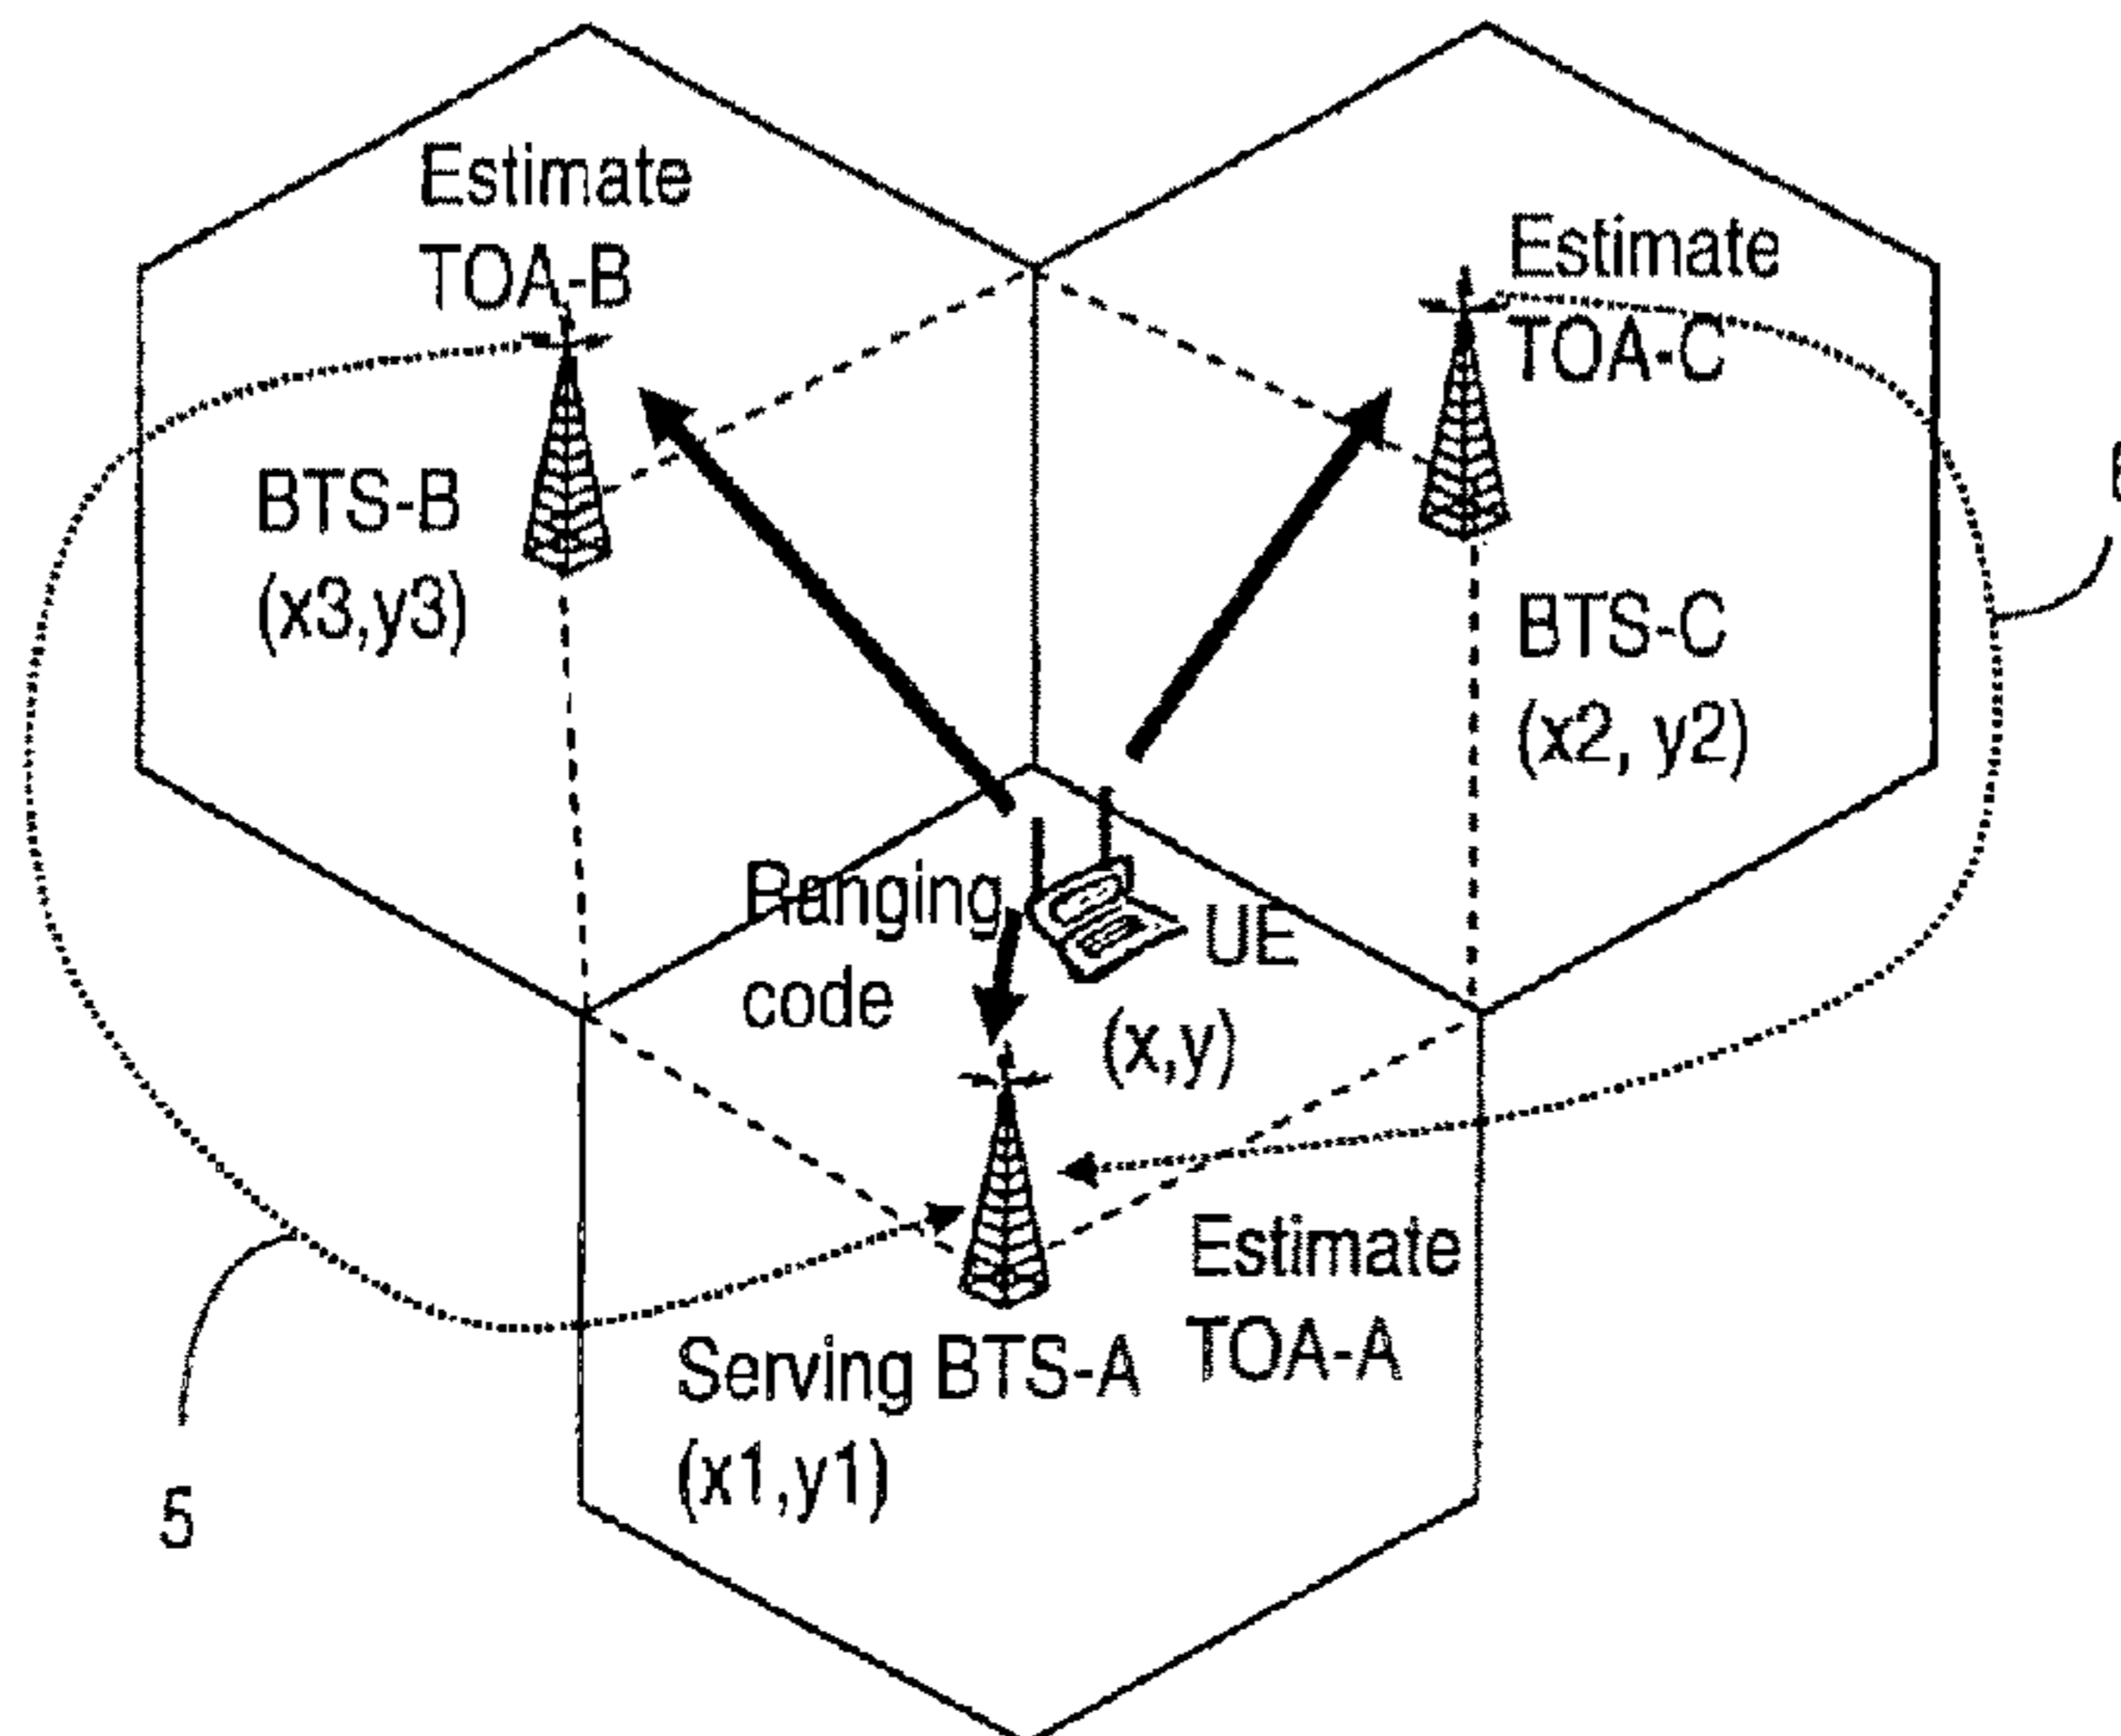 Estimate
TOA-B
Estimate
TOA-C
BTS-B
(x3,y3)
BTS-C
(x2, y2)
Ranging
code
UE
(x,y)
Estimate
TOA-A
Serving BTS-A
(x1,y1)
5